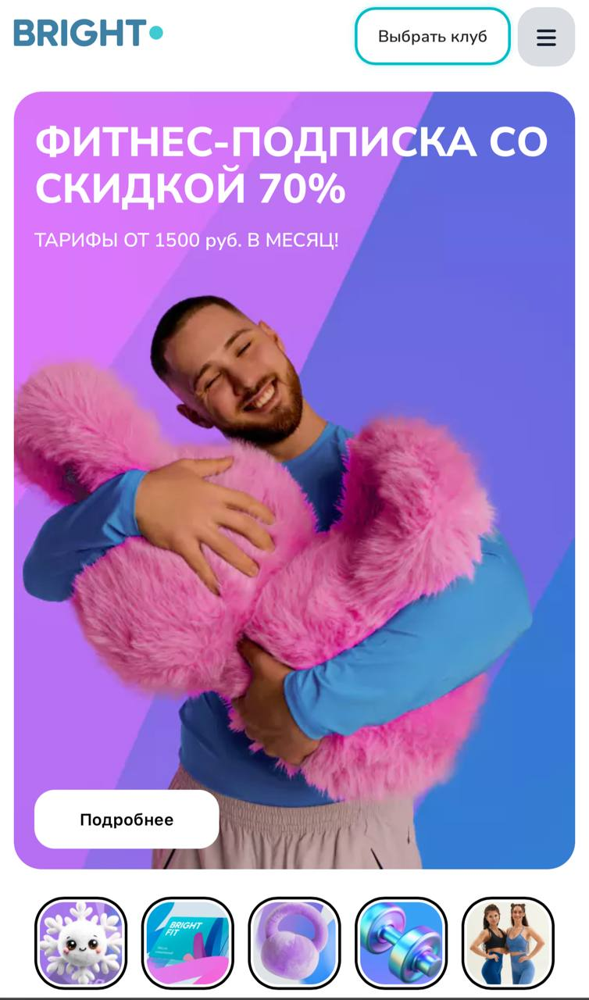 BRIGHT
Выбрать клуб
ФИТНЕС-ПОДПИСКА СО
СКИДКОЙ 70%
ТАРИФЫ ОТ 1500 руб. В МЕСЯЦ!
Подробнее
BRIGHT
FIT